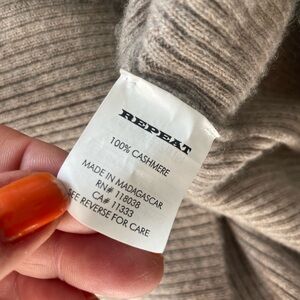 REPEAT
100% CASHMERE
MADE IN MADAGASCAR
RN# 118038
CA# 11333
SEE REVERSE FOR CARE